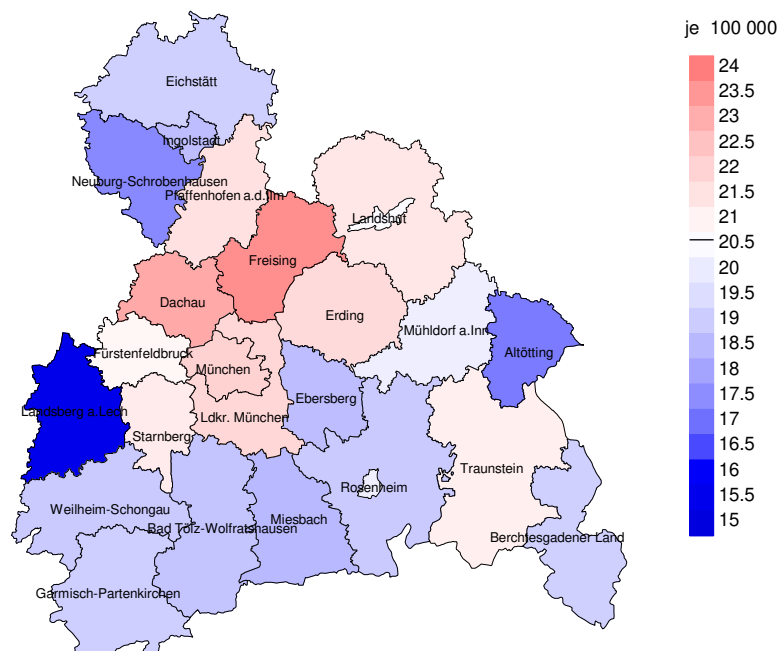 je 100 000
24
23.5
23
22.5
22
21.5
21
20.5
20
19.5
19
18.5
18
17.5
17
16.5
16
15.5
15
Eichstätt
Ingolstadt
Neuburg-Schrobenhausen
Pfaffenhofen a.d.Ilm
Landshut
Freising
Dachau
Erding
Mühldorf a.Inn
Altötting
Fürstenfeldbruck
München
Ebersberg
Landsberg a.Lech
Ldkr. München
Starnberg
Traunstein
Rosenheim
Weilheim-Schongau
Miesbach
Bad Tölz-Wolfratshausen
Berchtesgadener Land
Garmisch-Partenkirchen